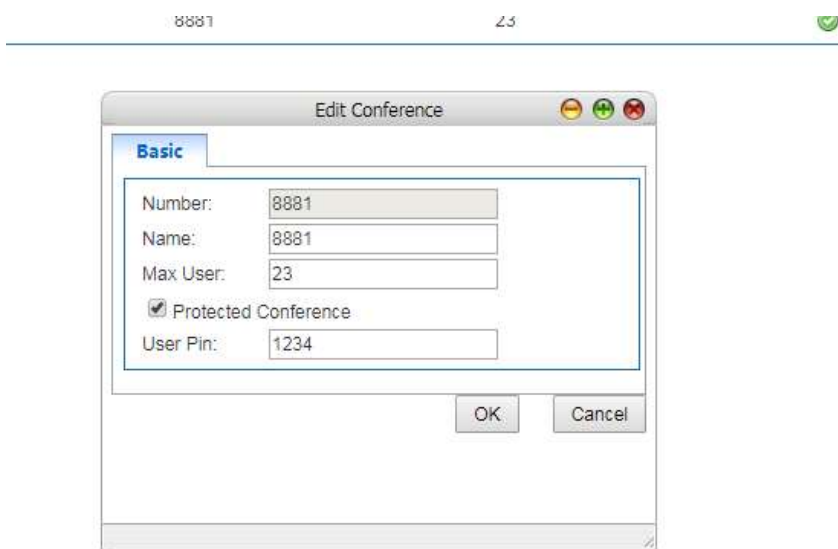 8881 23
Edit Conference
Basic
Number: 8881
Name: 8881
Max User: 23
Protected Conference
User Pin: 1234
OK Cancel